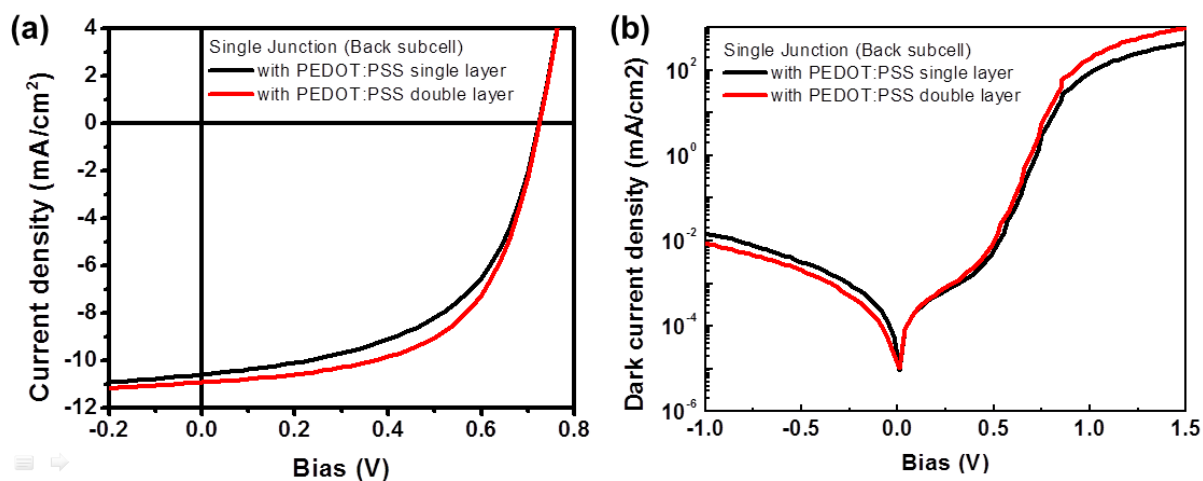 (a)
Current density (mA/cm²)
4
2
0
-2
-4
-6
-8
-10
-12
Single Junction (Back subcell)
with PEDOT:PSS single layer
with PEDOT:PSS double layer
-0.2 0.0 0.2 0.4 0.6 0.8
Bias (V)
(b)
Dark current density (mA/cm2)
10²
10⁰
10⁻²
10⁻⁴
10⁻⁶
Single Junction (Back subcell)
with PEDOT:PSS single layer
with PEDOT:PSS double layer
-1.0 -0.5 0.0 0.5 1.0 1.5
Bias (V)